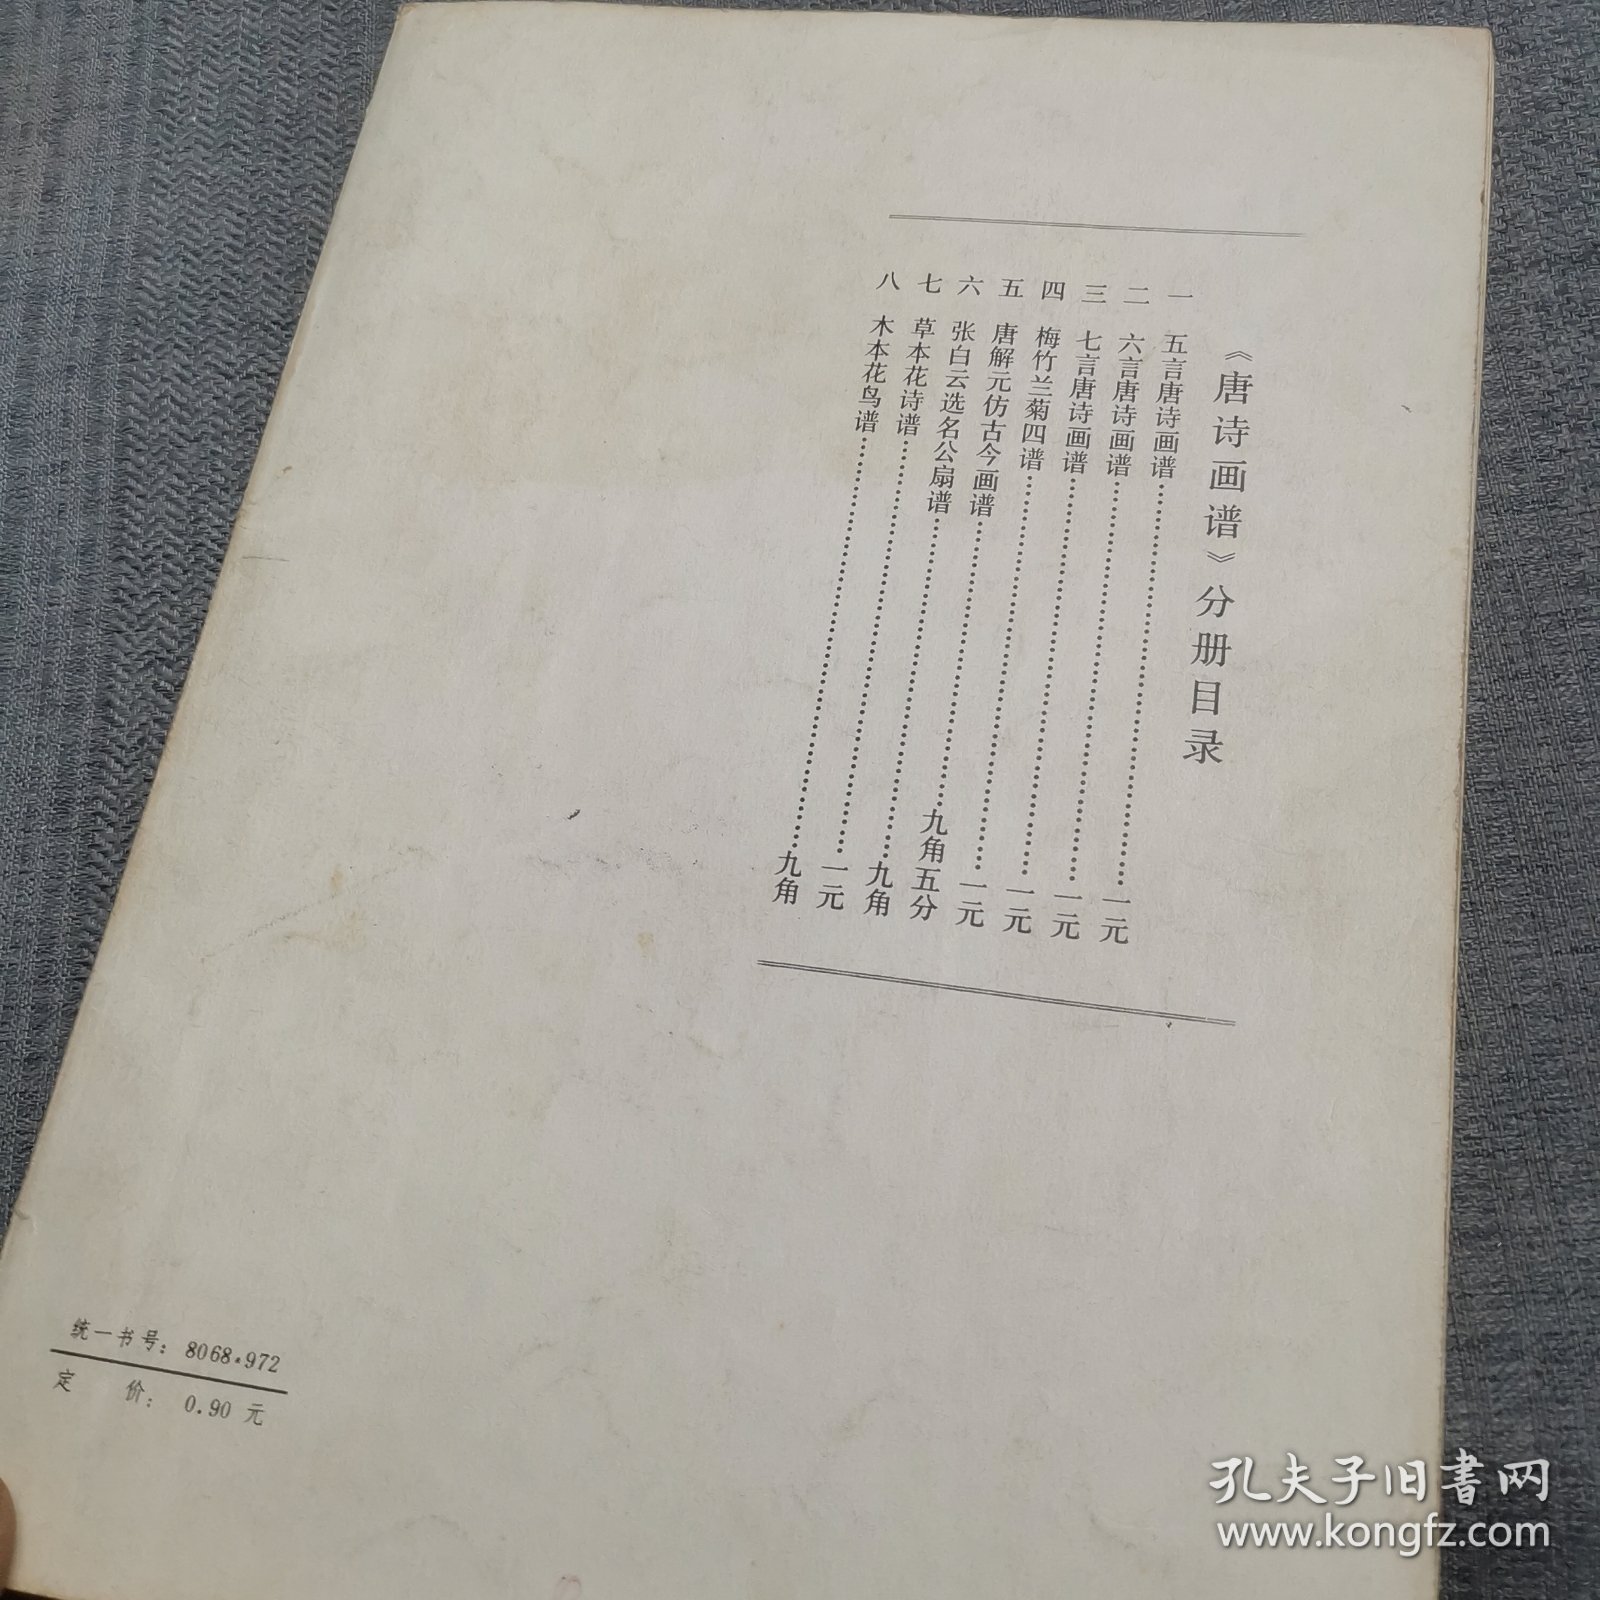 《唐诗画谱》分册目录
一 五言唐诗画谱……………………一元
二 六言唐诗画谱……………………一元
三 七言唐诗画谱……………………一元
四 梅竹兰菊四谱……………………一元
五 唐解元仿古今画谱………………九角五分
六 张白云选名公扇谱………………九角
七 草本花诗谱………………………一元
八 木本花鸟谱………………………九角
统一书号：8068·972
定 价：0.90 元
孔夫子旧书网
www.kongfz.com